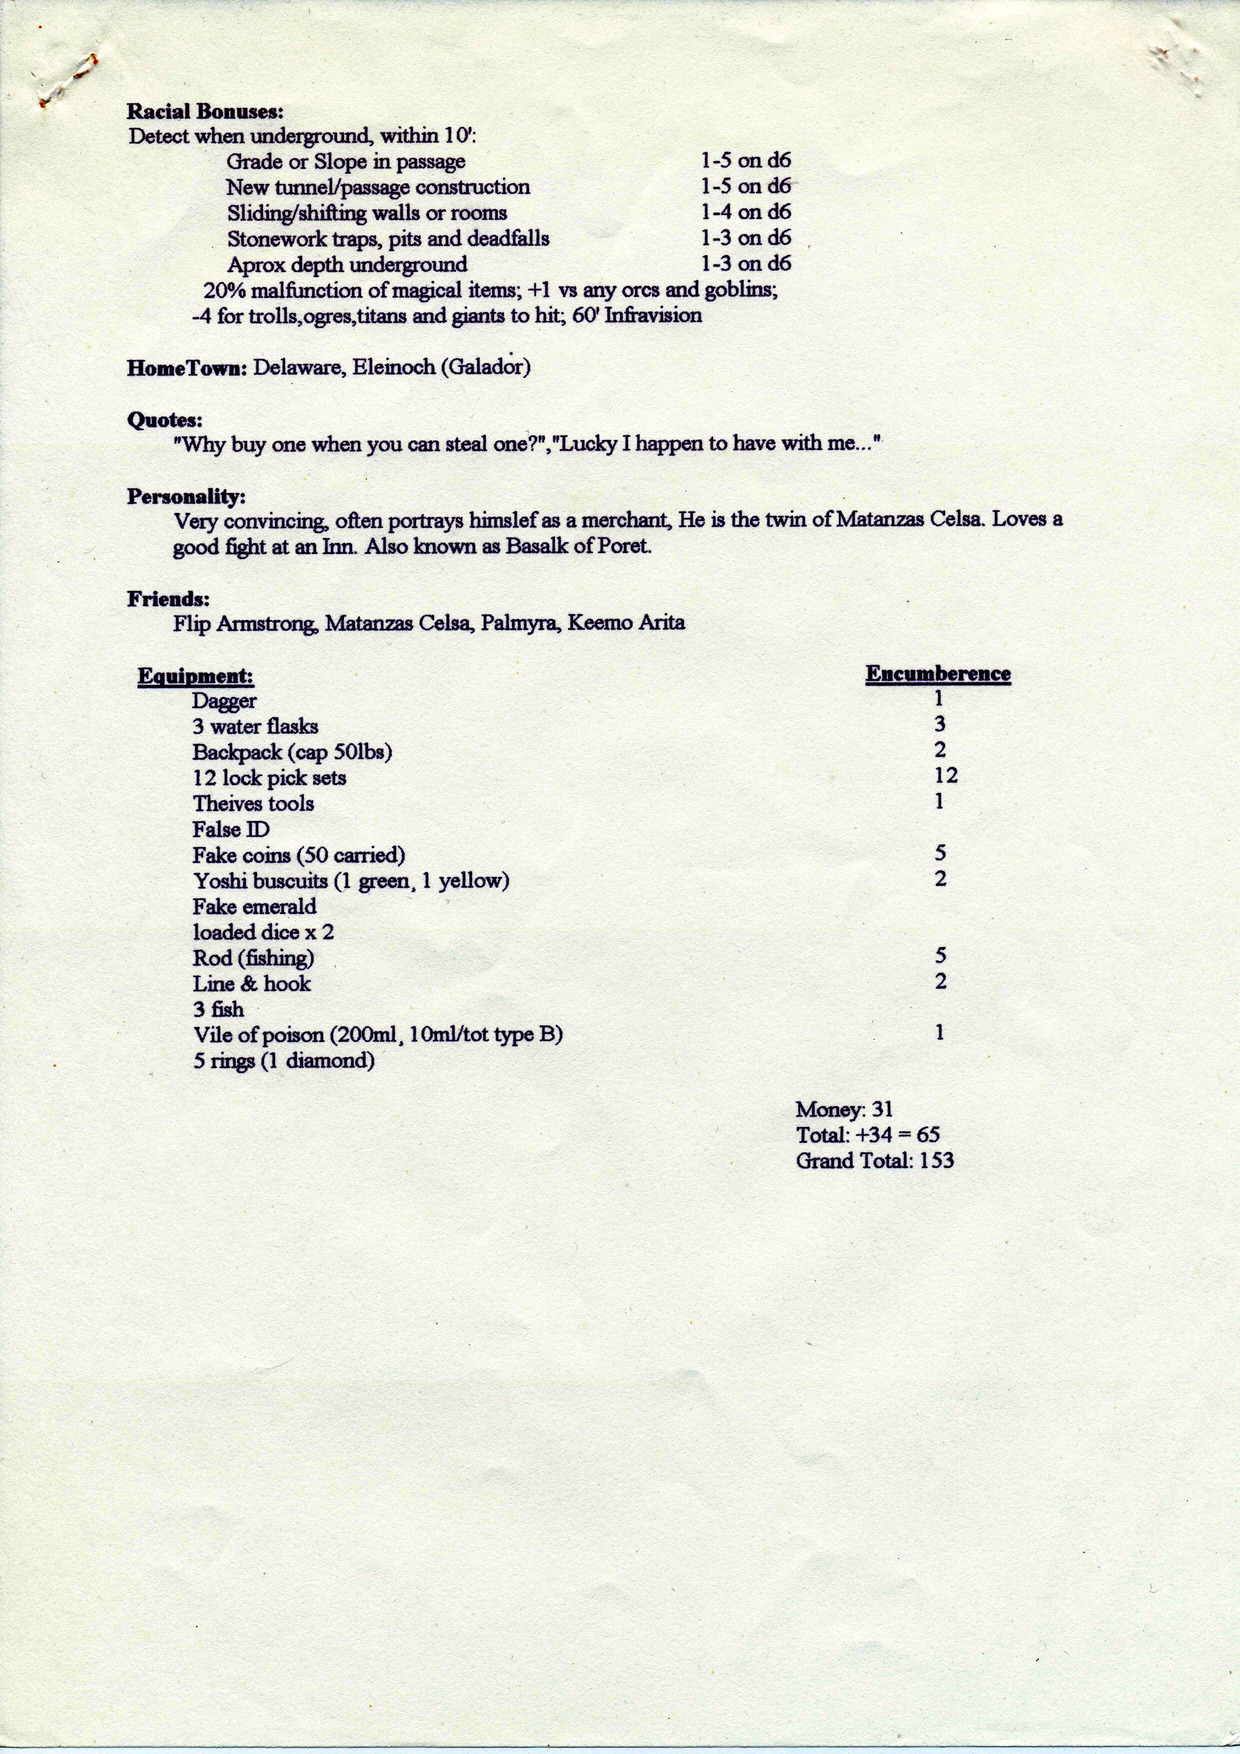 Racial Bonuses:
Detect when underground, within 10':
Grade or Slope in passage 1-5 on d6
New tunnel/passage construction 1-5 on d6
Sliding/shifting walls or rooms 1-4 on d6
Stonework traps, pits and deadfalls 1-3 on d6
Aprox depth underground 1-3 on d6
20% malfunction of magical items; +1 vs any orcs and goblins;
-4 for trolls,ogres,titans and giants to hit; 60' Infravision
HomeTown: Delaware, Eleinoch (Galador)
Quotes:
"Why buy one when you can steal one?","Lucky I happen to have with me..."
Personality:
Very convincing, often portrays himslef as a merchant, He is the twin of Matanzas Celsa. Loves a
good fight at an Inn. Also known as Basalk of Poret.
Friends:
Flip Armstrong, Matanzas Celsa, Palmyra, Keemo Arita
Equipment: Encumberence
Dagger 1
3 water flasks 3
Backpack (cap 50lbs) 2
12 lock pick sets 12
Theives tools 1
False ID
Fake coins (50 carried) 5
Yoshi buscuits (1 green, 1 yellow) 2
Fake emerald
loaded dice x 2
Rod (fishing) 5
Line & hook 2
3 fish
Vile of poison (200ml, 10ml/tot type B) 1
5 rings (1 diamond)
Money: 31
Total: +34 = 65
Grand Total: 153